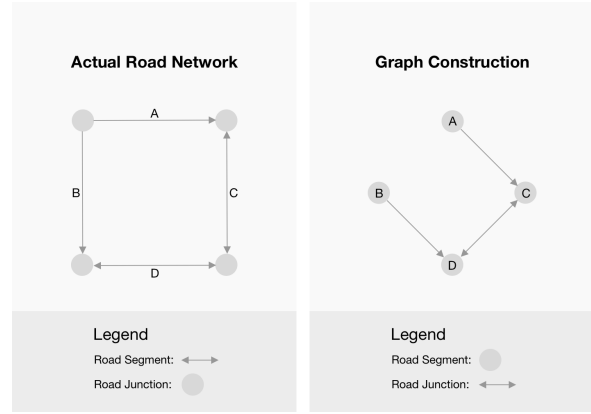 Actual Road Network
A
B
C
D
Legend
Road Segment:
Road Junction:
Graph Construction
A
B
C
D
Legend
Road Segment:
Road Junction: